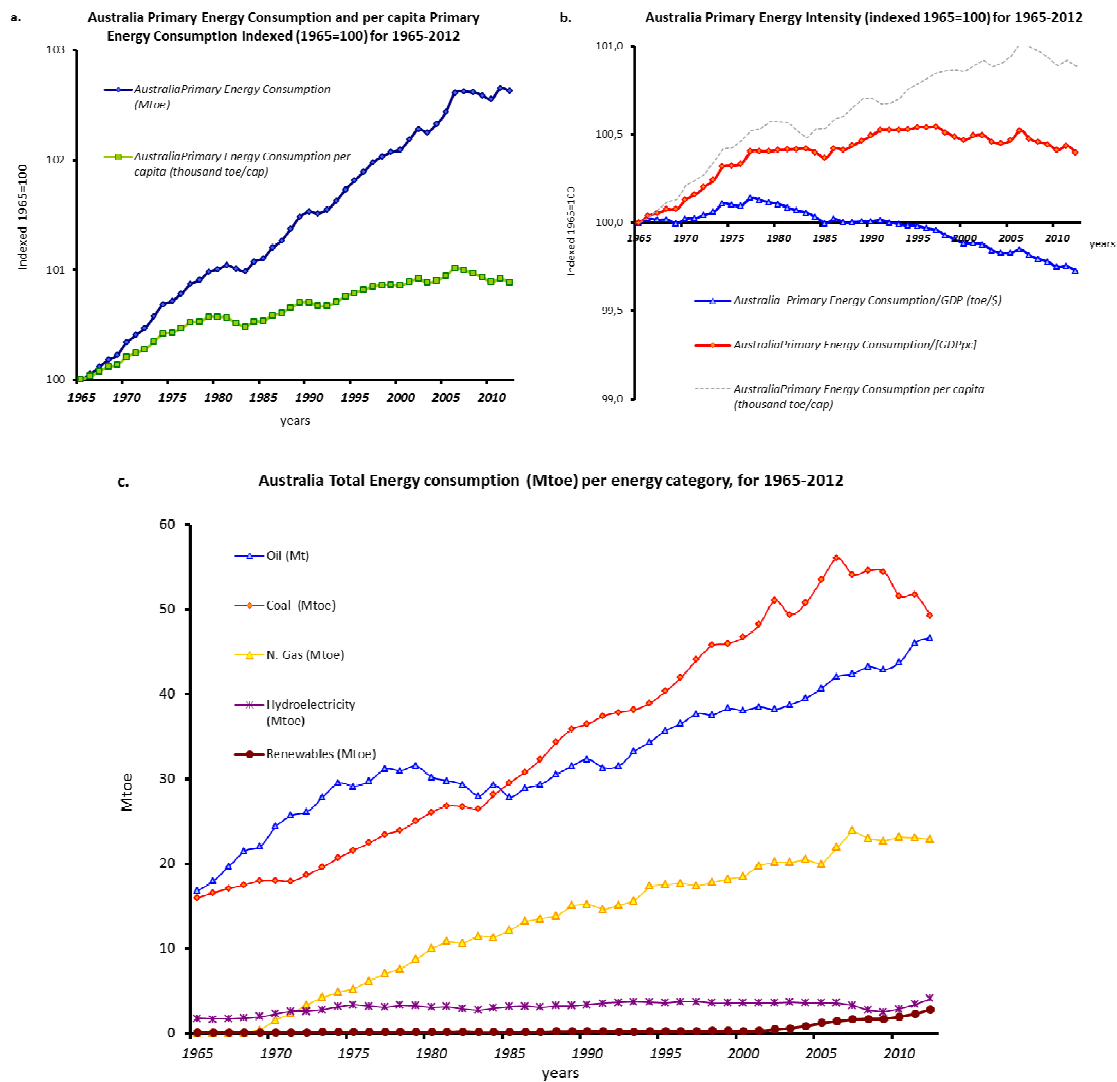 a.
Australia Primary Energy Consumption and per capita Primary
Energy Consumption Indexed (1965=100) for 1965-2012
103
102
101
100
Indexed 1965=100
AustraliaPrimary Energy Consumption
(Mtoe)
AustraliaPrimary Energy Consumption per
capita (thousand toe/cap)
1965 1970 1975 1980 1985 1990 1995 2000 2005 2010
years
b.
Australia Primary Energy Intensity (indexed 1965=100) for 1965-2012
101,0
100,5
100,0
99,5
99,0
Indexed 1965=100
1965 1970 1975 1980 1985 1990 1995 2000 2005 2010
years
Australia Primary Energy Consumption/GDP (toe/$)
AustraliaPrimary Energy Consumption/[GDPpc]
AustraliaPrimary Energy Consumption per capita
(thousand toe/cap)
c.
Australia Total Energy consumption (Mtoe) per energy category, for 1965-2012
60
50
40
30
20
10
0
Mtoe
Oil (Mt)
Coal (Mtoe)
N. Gas (Mtoe)
Hydroelectricity
(Mtoe)
Renewables (Mtoe)
1965 1970 1975 1980 1985 1990 1995 2000 2005 2010
years